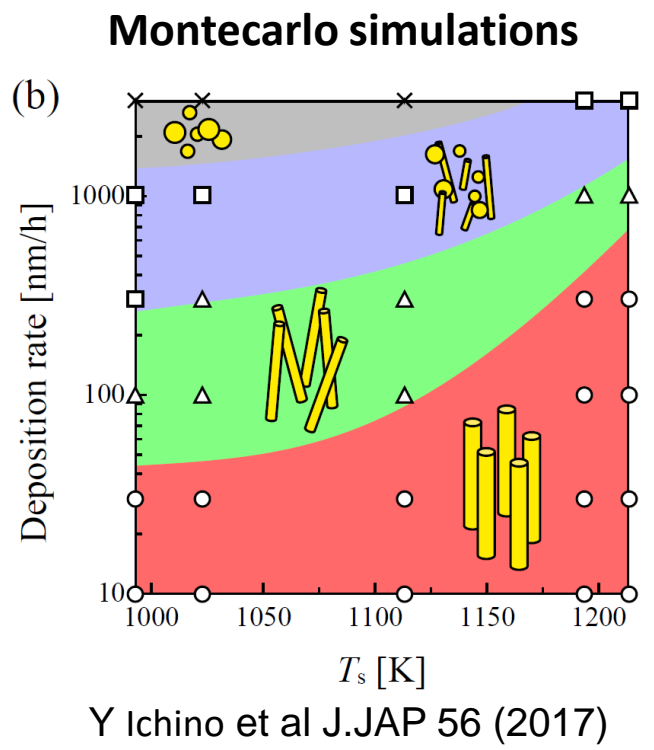 Montecarlo simulations
(b)
Deposition rate [nm/h]
1000
100
10
1000 1050 1100 1150 1200
Ts [K]
Y Ichino et al J.JAP 56 (2017)